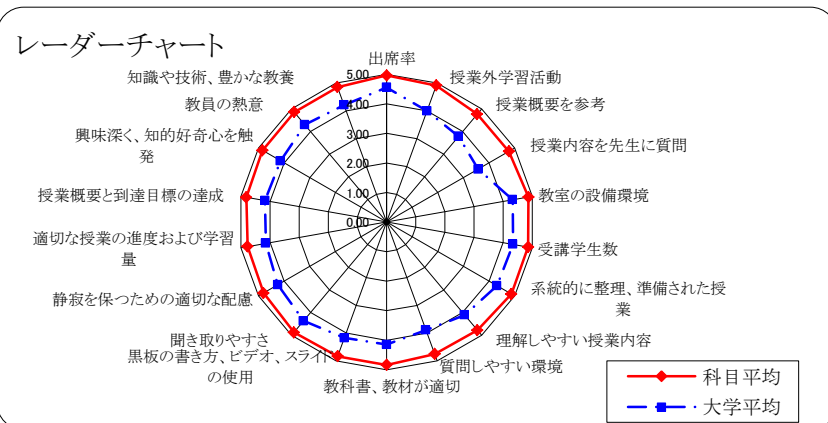 レーダーチャート
出席率
授業外学習活動
授業概要を参考
授業内容を先生に質問
教室の設備環境
受講学生数
系統的に整理、準備された授
業
理解しやすい授業内容
質問しやすい環境
教科書、教材が適切
黒板の書き方、ビデオ、スライド
の使用
聞き取りやすさ
静寂を保つための適切な配慮
適切な授業の進度および学習
量
授業概要と到達目標の達成
興味深く、知的好奇心を触
発
教員の熱意
知識や技術、豊かな教養
5.00
4.00
3.00
2.00
1.00
0.00
科目平均
大学平均